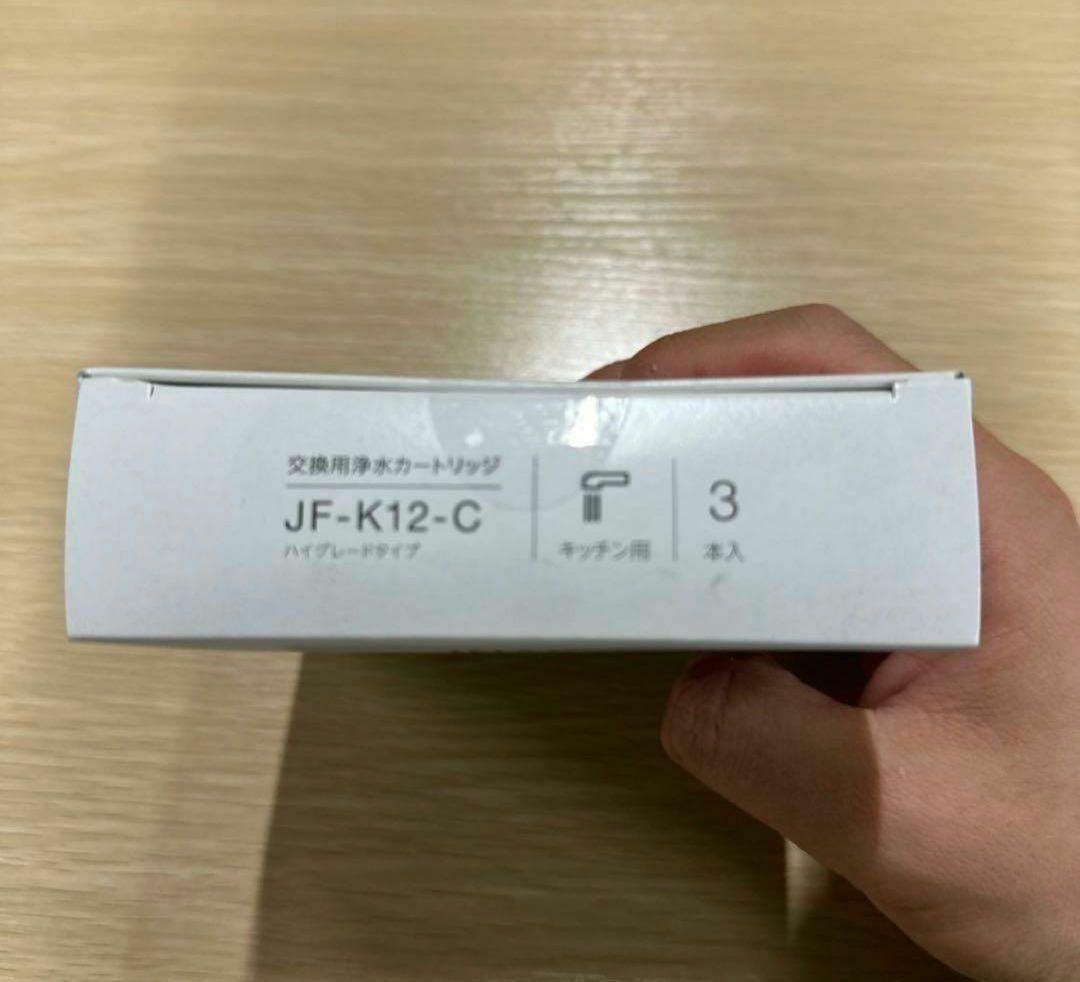 交換用浄水カートリッジ
JF-K12-C
ハイグレードタイプ
キッチン用
3
本入